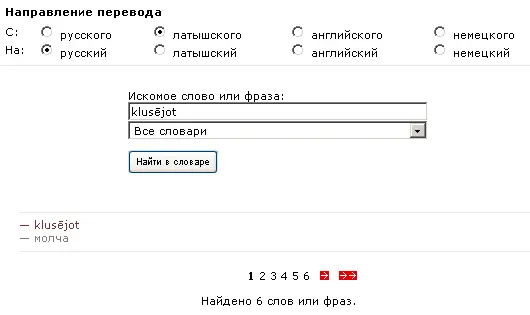 Направление перевода
С: русского латышского английского немецкого
На: русский латышский английский немецкий
Искомое слово или фраза:
klusējot
Все словари
Найти в словаре
— klusējot
— молча
1 2 3 4 5 6
Найдено 6 слов или фраз.